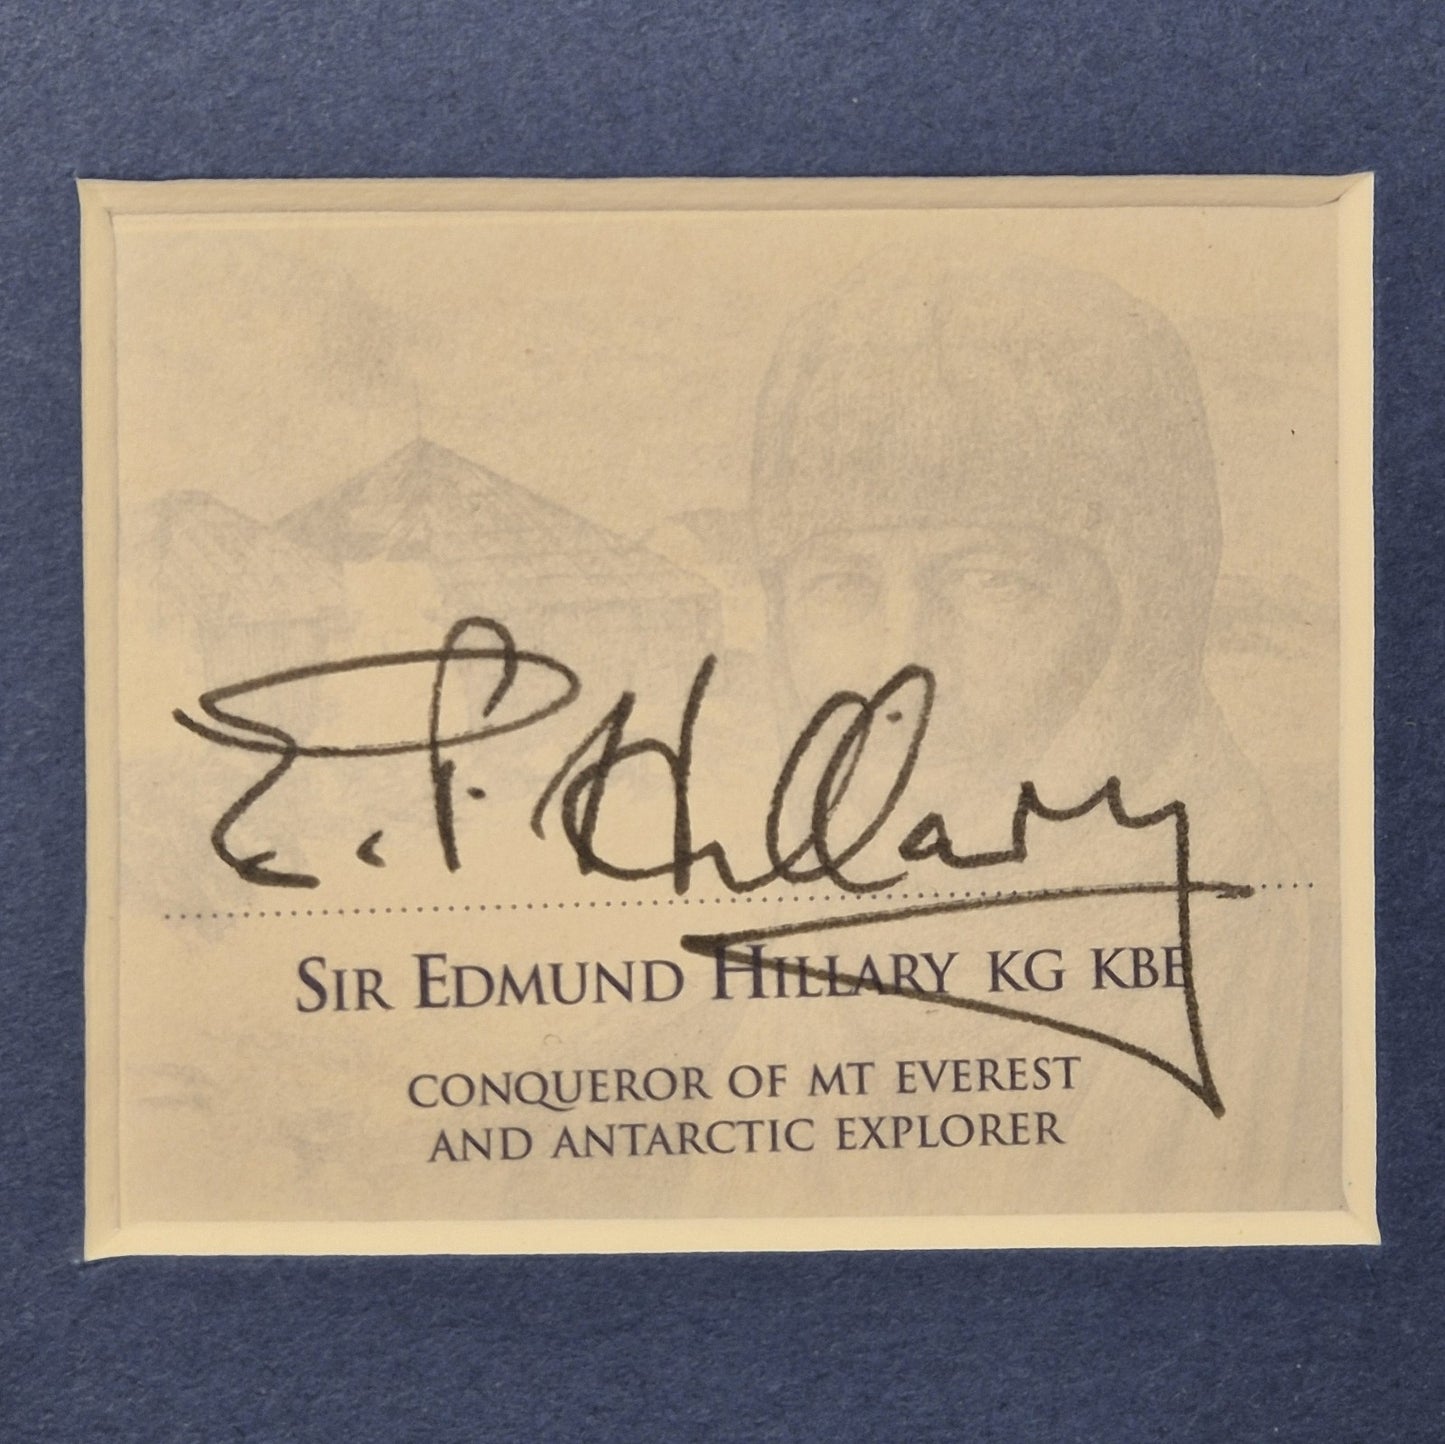 E. P. Hillary
SIR EDMUND HILLARY KG KBE
CONQUEROR OF MT EVEREST
AND ANTARCTIC EXPLORER